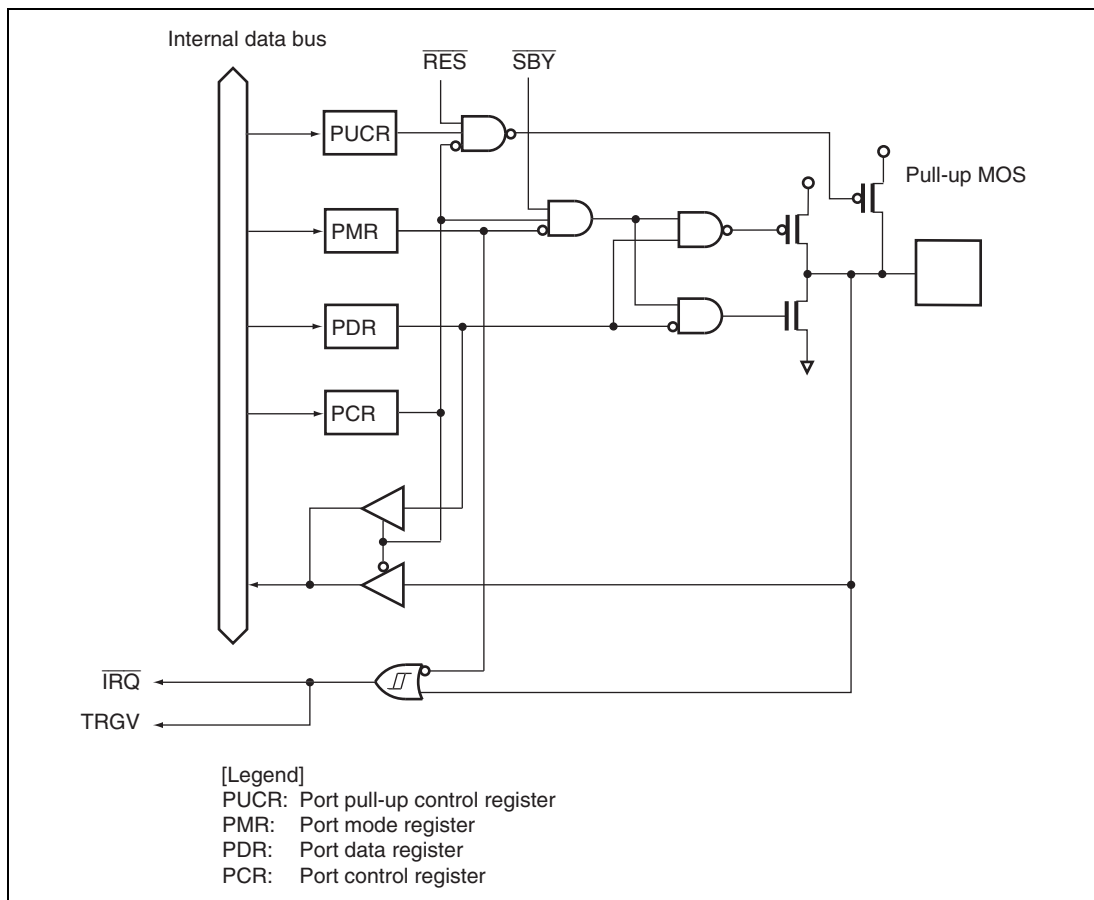 Internal data bus
RES
SBY
PUCR
Pull-up MOS
PMR
PDR
PCR
IRQ
TRGV
[Legend]
PUCR: Port pull-up control register
PMR: Port mode register
PDR: Port data register
PCR: Port control register